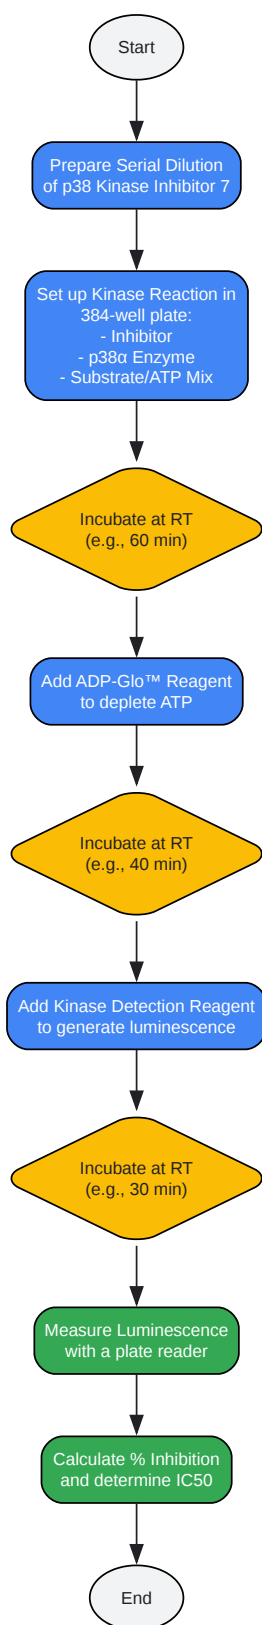 Start
Prepare Serial Dilution
of p38 Kinase Inhibitor 7
Set up Kinase Reaction in
384-well plate:
- Inhibitor
- p38α Enzyme
- Substrate/ATP Mix
Incubate at RT
(e.g., 60 min)
Add ADP-Glo™ Reagent
to deplete ATP
Incubate at RT
(e.g., 40 min)
Add Kinase Detection Reagent
to generate luminescence
Incubate at RT
(e.g., 30 min)
Measure Luminescence
with a plate reader
Calculate % Inhibition
and determine IC50
End